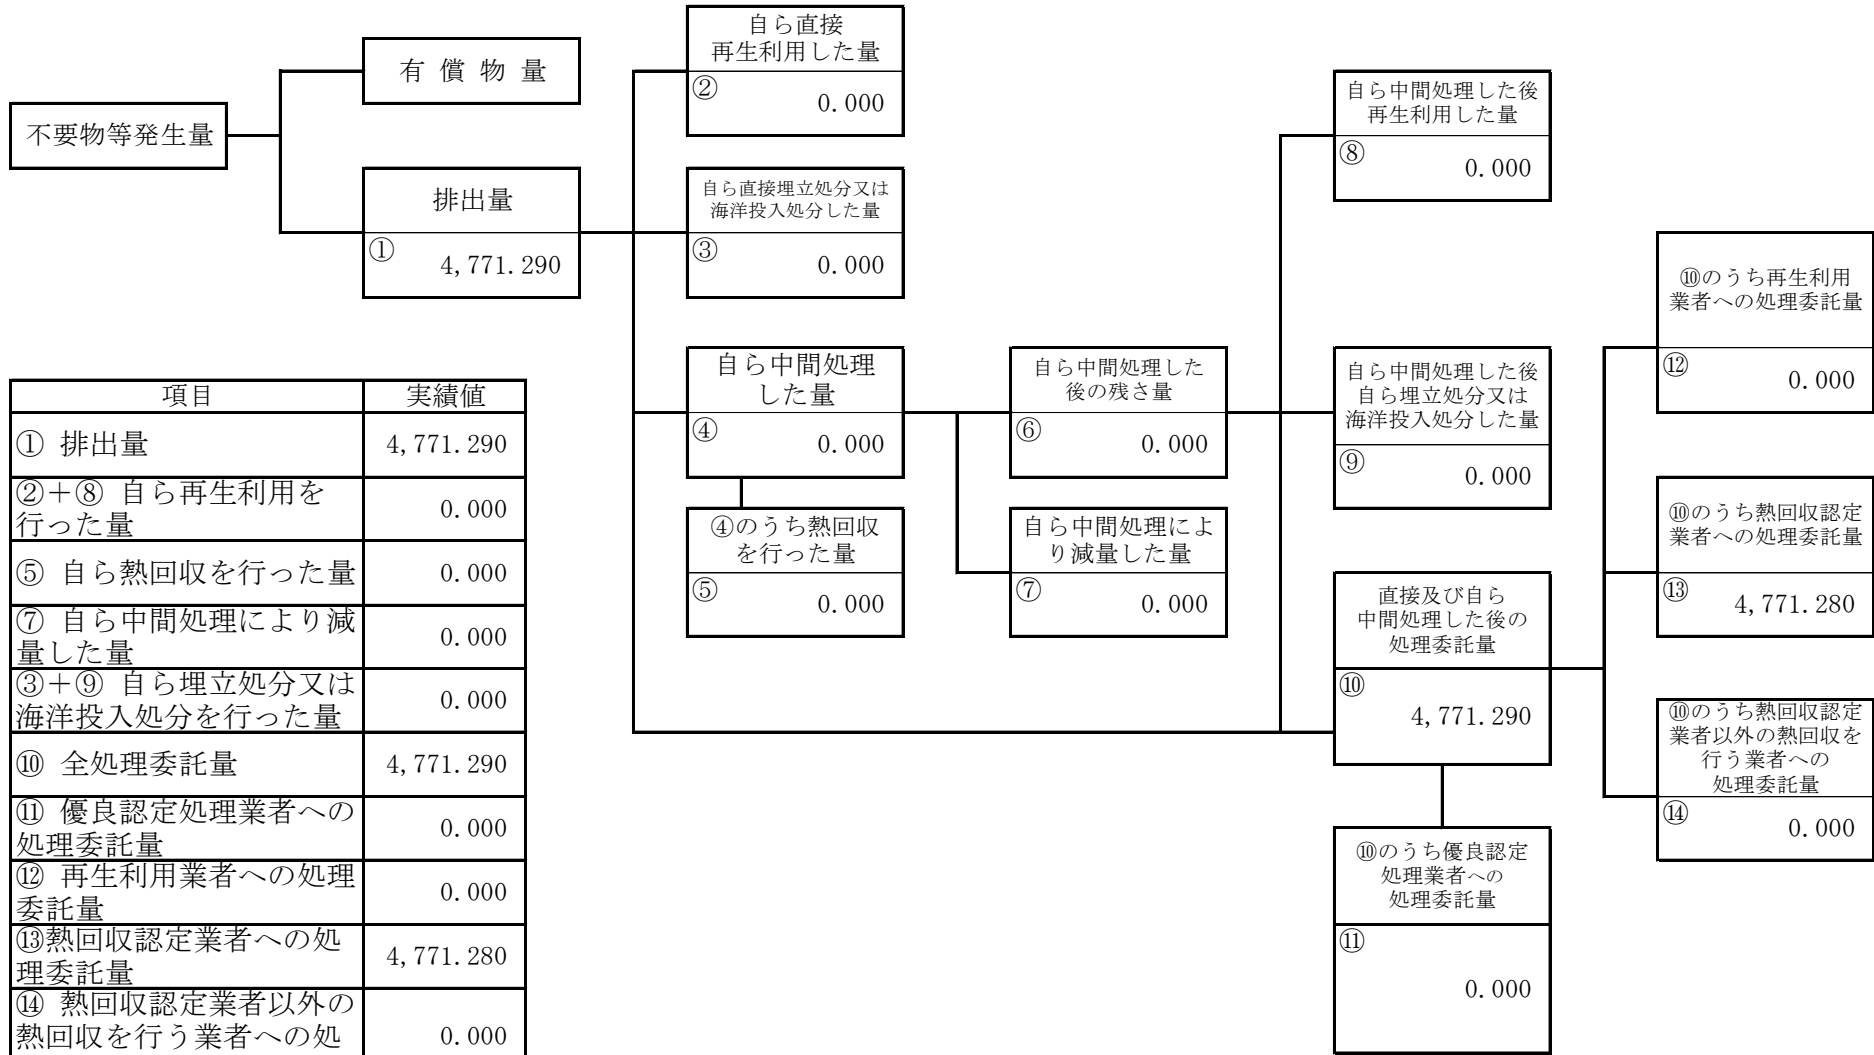 不要物等発生量
有 償 物 量
排出量
① 4,771.290
自ら直接
再生利用した量
② 0.000
自ら直接埋立処分又は
海洋投入処分した量
③ 0.000
自ら中間処理
した量
④ 0.000
④のうち熱回収
を行った量
⑤ 0.000
自ら中間処理した
後の残さ量
⑥ 0.000
自ら中間処理によ
り減量した量
⑦ 0.000
自ら中間処理した後
再生利用した量
⑧ 0.000
自ら中間処理した後
自ら埋立処分又は
海洋投入処分した量
⑨ 0.000
直接及び自ら
中間処理した後の
処理委託量
⑩
4,771.290
⑩のうち優良認定
処理業者への
処理委託量
⑪
0.000
⑩のうち再生利用
業者への処理委託量
⑫ 0.000
⑩のうち熱回収認定
業者への処理委託量
⑬ 4,771.280
⑩のうち熱回収認定
業者以外の熱回収を
行う業者への
処理委託量
⑭ 0.000
項目 実績値
① 排出量 4,771.290
②+⑧ 自ら再生利用を
行った量 0.000
⑤ 自ら熱回収を行った量 0.000
⑦ 自ら中間処理により減
量した量 0.000
③+⑨ 自ら埋立処分又は
海洋投入処分を行った量 0.000
⑩ 全処理委託量 4,771.290
⑪ 優良認定処理業者への
処理委託量 0.000
⑫ 再生利用業者への処理
委託量 0.000
⑬熱回収認定業者への処
理委託量 4,771.280
⑭ 熱回収認定業者以外の
熱回収を行う業者への処 0.000